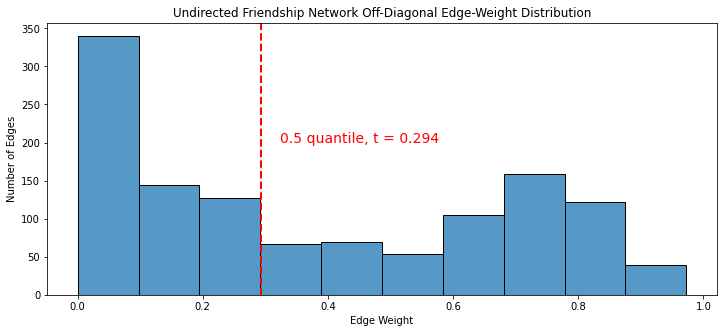 Undirected Friendship Network Off-Diagonal Edge-Weight Distribution
350
300
250
200
150
100
50
0
Number of Edges
0.5 quantile, t = 0.294
0.0 0.2 0.4 0.6 0.8 1.0
Edge Weight